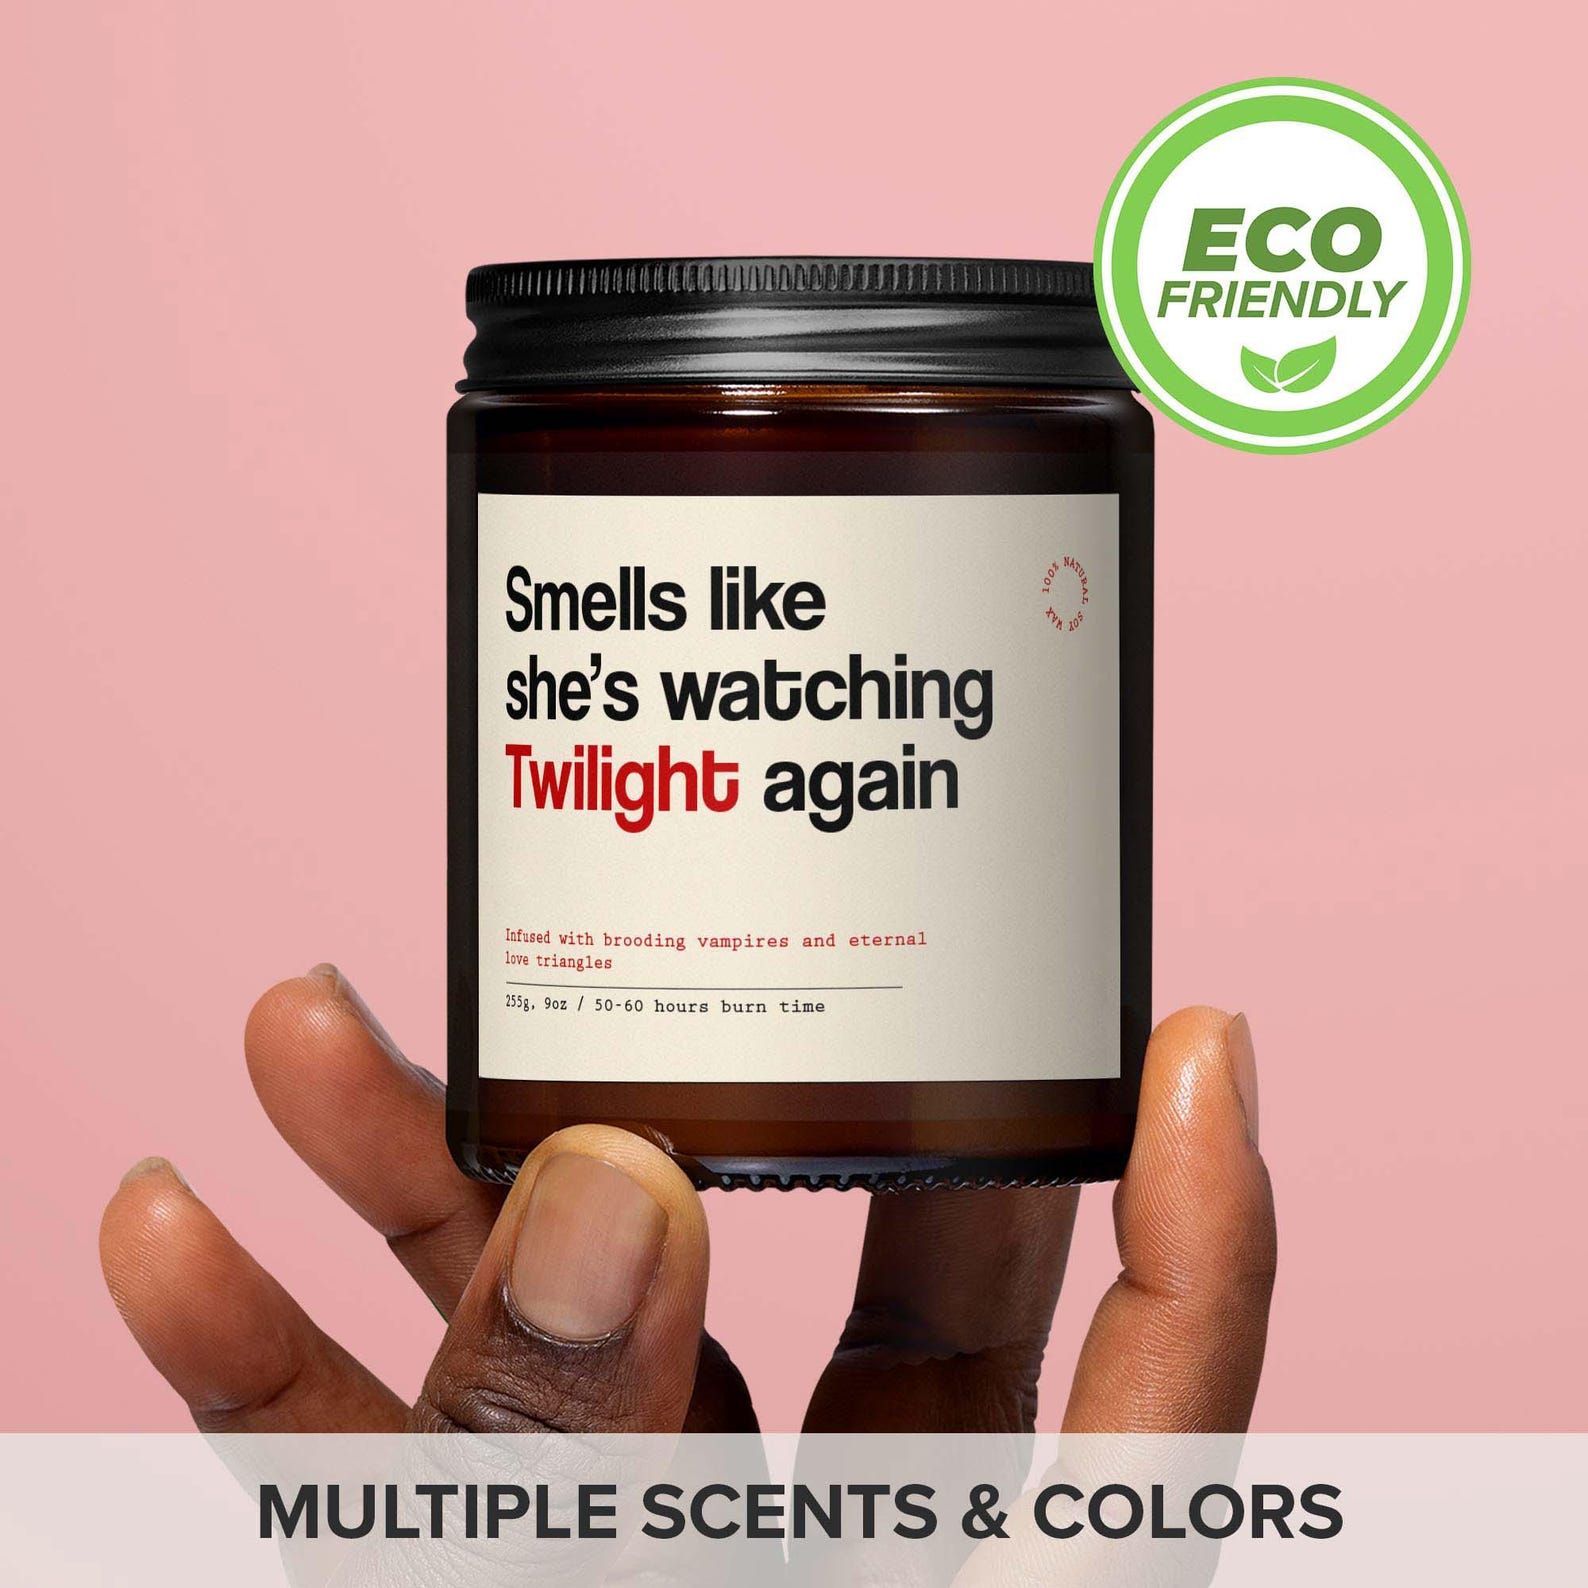 ECO
FRIENDLY
Smells like
she's watching
Twilight again
100% NATURAL SOY WAX
Infused with brooding vampires and eternal
love triangles
255g, 9oz / 50-60 hours burn time
MULTIPLE SCENTS & COLORS